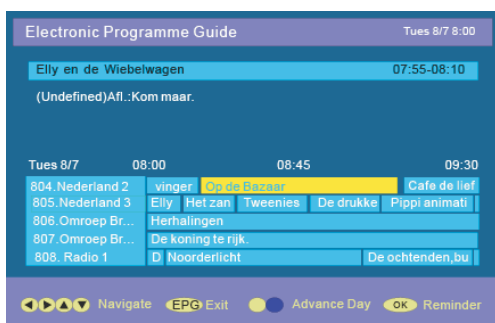 Electronic Programme Guide Tues 8/7 8:00
Elly en de Wiebelwagen 07:55-08:10
(Undefined)Afl.:Kom maar.
Tues 8/7 08:00 08:45 09:30
804.Nederland 2 vinger Op de Bazaar Cafe de lief
805.Nederland 3 Elly Het zan Tweenies De drukke Pippi animati
806.Omroep Br... Herhalingen
807.Omroep Br... De koning te rijk.
808. Radio 1 D Noorderlicht De ochtenden,bu
Navigate EPG Exit Advance Day OK Reminder